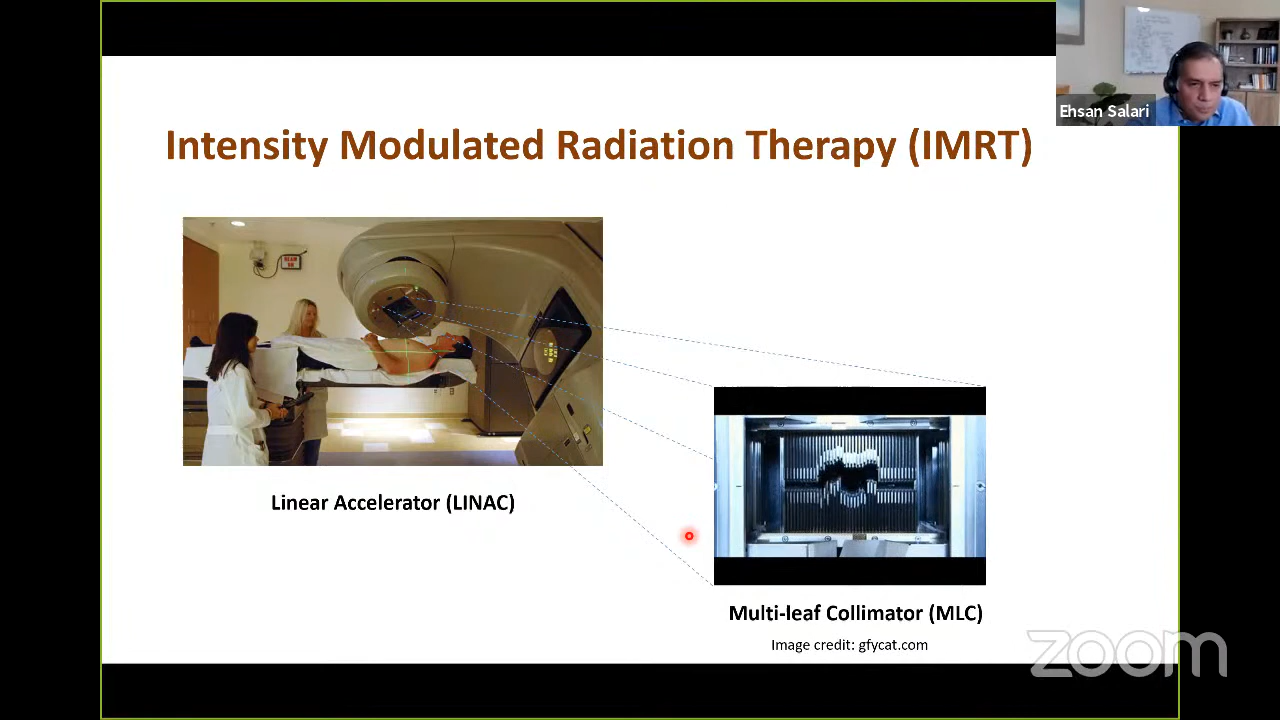 Ehsan Salari
Intensity Modulated Radiation Therapy (IMRT)
Linear Accelerator (LINAC)
Multi-leaf Collimator (MLC)
Image credit: gfycat.com
zoom